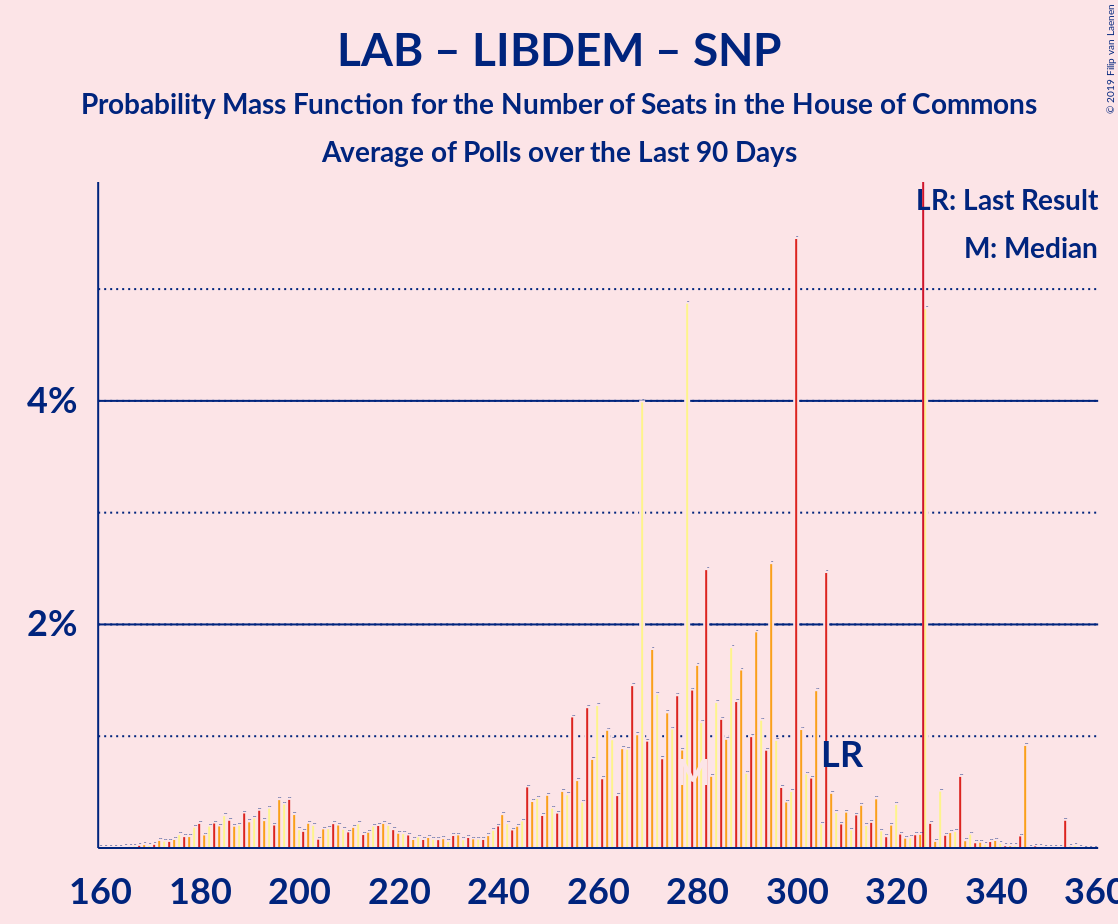 LAB – LIBDEM – SNP
Probability Mass Function for the Number of Seats in the House of Commons
Average of Polls over the Last 90 Days
© 2019 Filip van Laenen
LR: Last Result
M: Median
4%
2%
LR
M
160 180 200 220 240 260 280 300 320 340 360